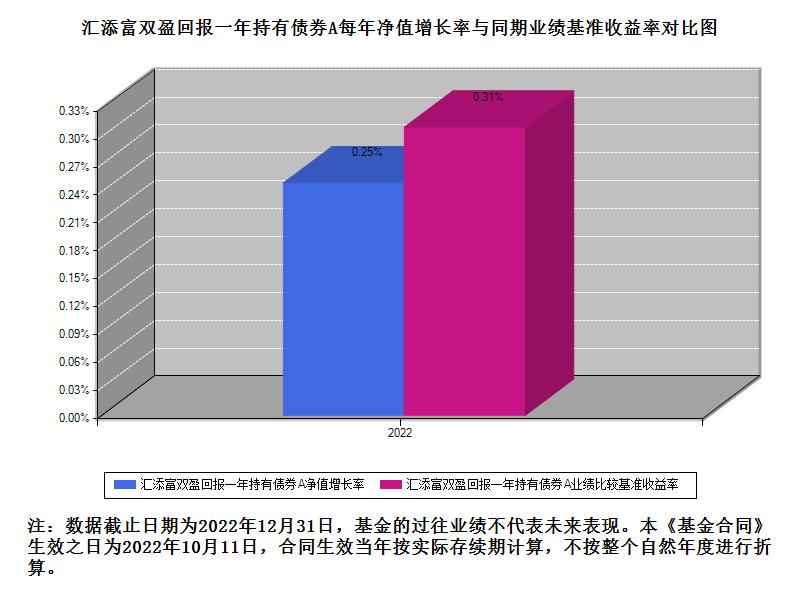 汇添富双盈回报一年持有债券A每年净值增长率与同期业绩基准收益率对比图
0.33%
0.30%
0.27%
0.24%
0.21%
0.18%
0.15%
0.12%
0.09%
0.06%
0.03%
0.00%
0.25%
0.31%
2022
汇添富双盈回报一年持有债券A净值增长率
汇添富双盈回报一年持有债券A业绩比较基准收益率
注：数据截止日期为2022年12月31日，基金的过往业绩不代表未来表现。本《基金合同》
生效之日为2022年10月11日，合同生效当年按实际存续期计算，不按整个自然年度进行折
算。